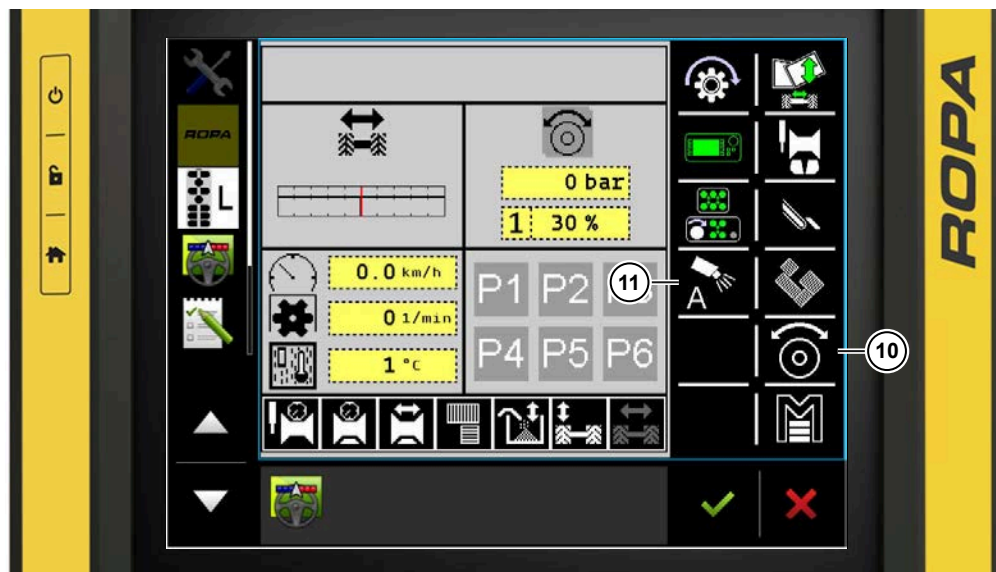 ROPA
L
0 bar
1 30 %
0.0 km/h
0 1/min
1 °C
P1 P2
P4 P5 P6
A
11
10
ROPA